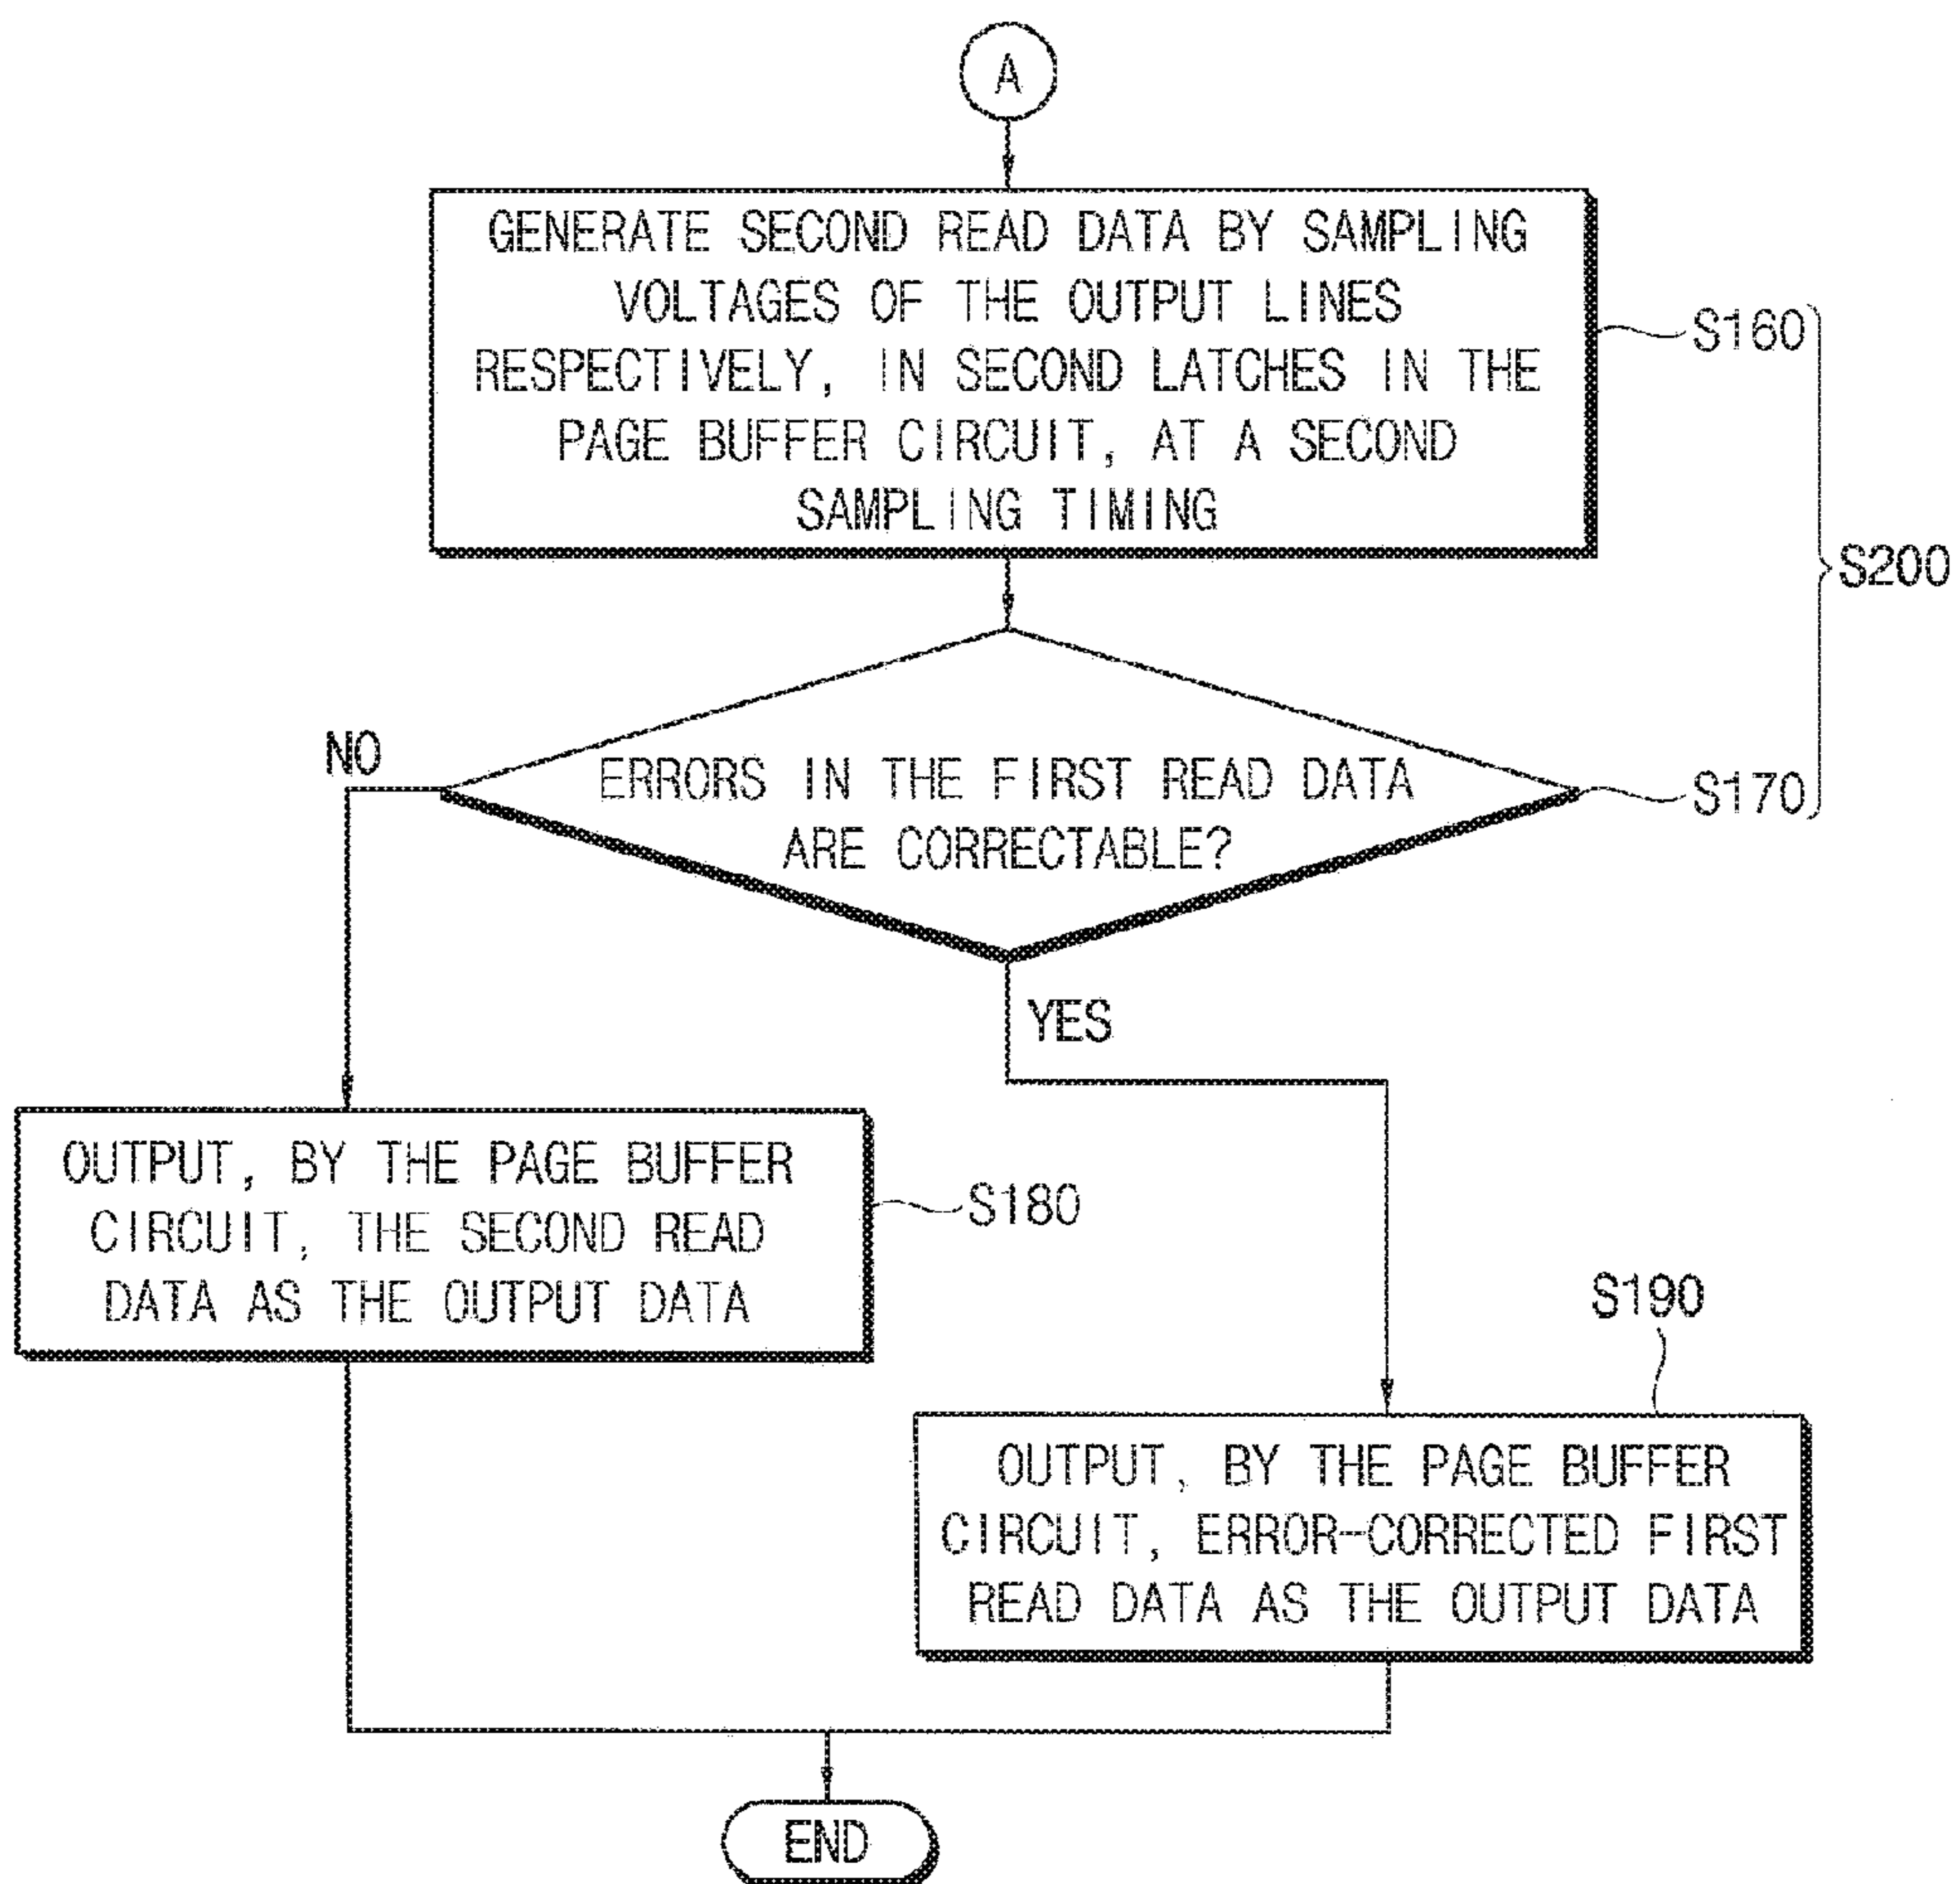 A
GENERATE SECOND READ DATA BY SAMPLING
VOLTAGES OF THE OUTPUT LINES
RESPECTIVELY, IN SECOND LATCHES IN THE
PAGE BUFFER CIRCUIT, AT A SECOND
SAMPLING TIMING
S160
S200
NO
ERRORS IN THE FIRST READ DATA
ARE CORRECTABLE?
S170
YES
OUTPUT, BY THE PAGE BUFFER
CIRCUIT, THE SECOND READ
DATA AS THE OUTPUT DATA
S180
S190
OUTPUT, BY THE PAGE BUFFER
CIRCUIT, ERROR-CORRECTED FIRST
READ DATA AS THE OUTPUT DATA
END